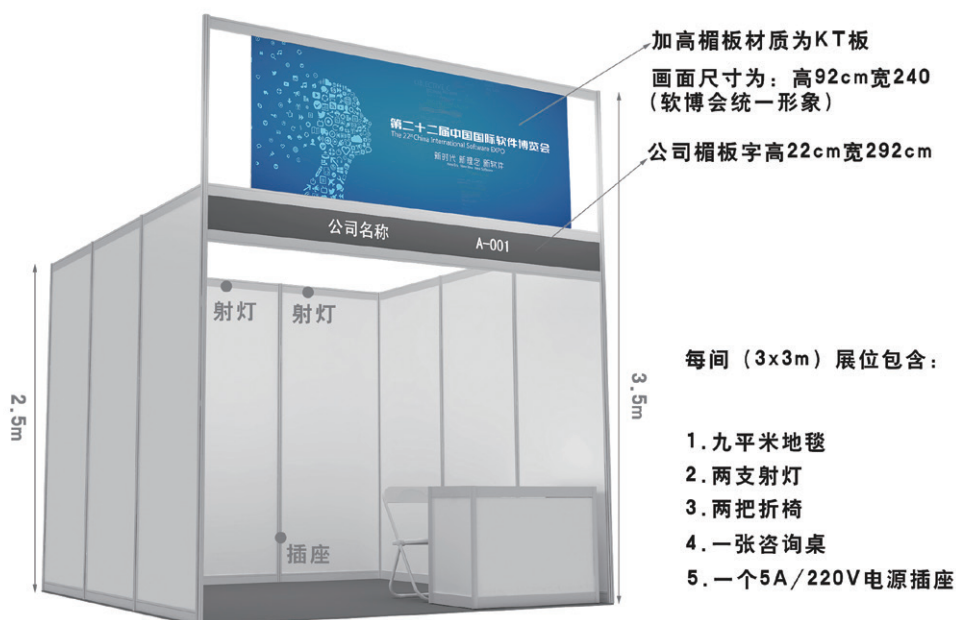 加高楣板材质为KT板
画面尺寸为：高92cm宽240
(软博会统一形象)
公司楣板字高22cm宽292cm
第二十二届中国国际软件博览会
The 22nd China International Software EXPO
新时代 新理念 新软件
公司名称 A-001
射灯 射灯
插座
2.5m
3.5m
每间（3x3m）展位包含：
1.九平米地毯
2.两支射灯
3.两把折椅
4.一张咨询桌
5.一个5A/220V电源插座